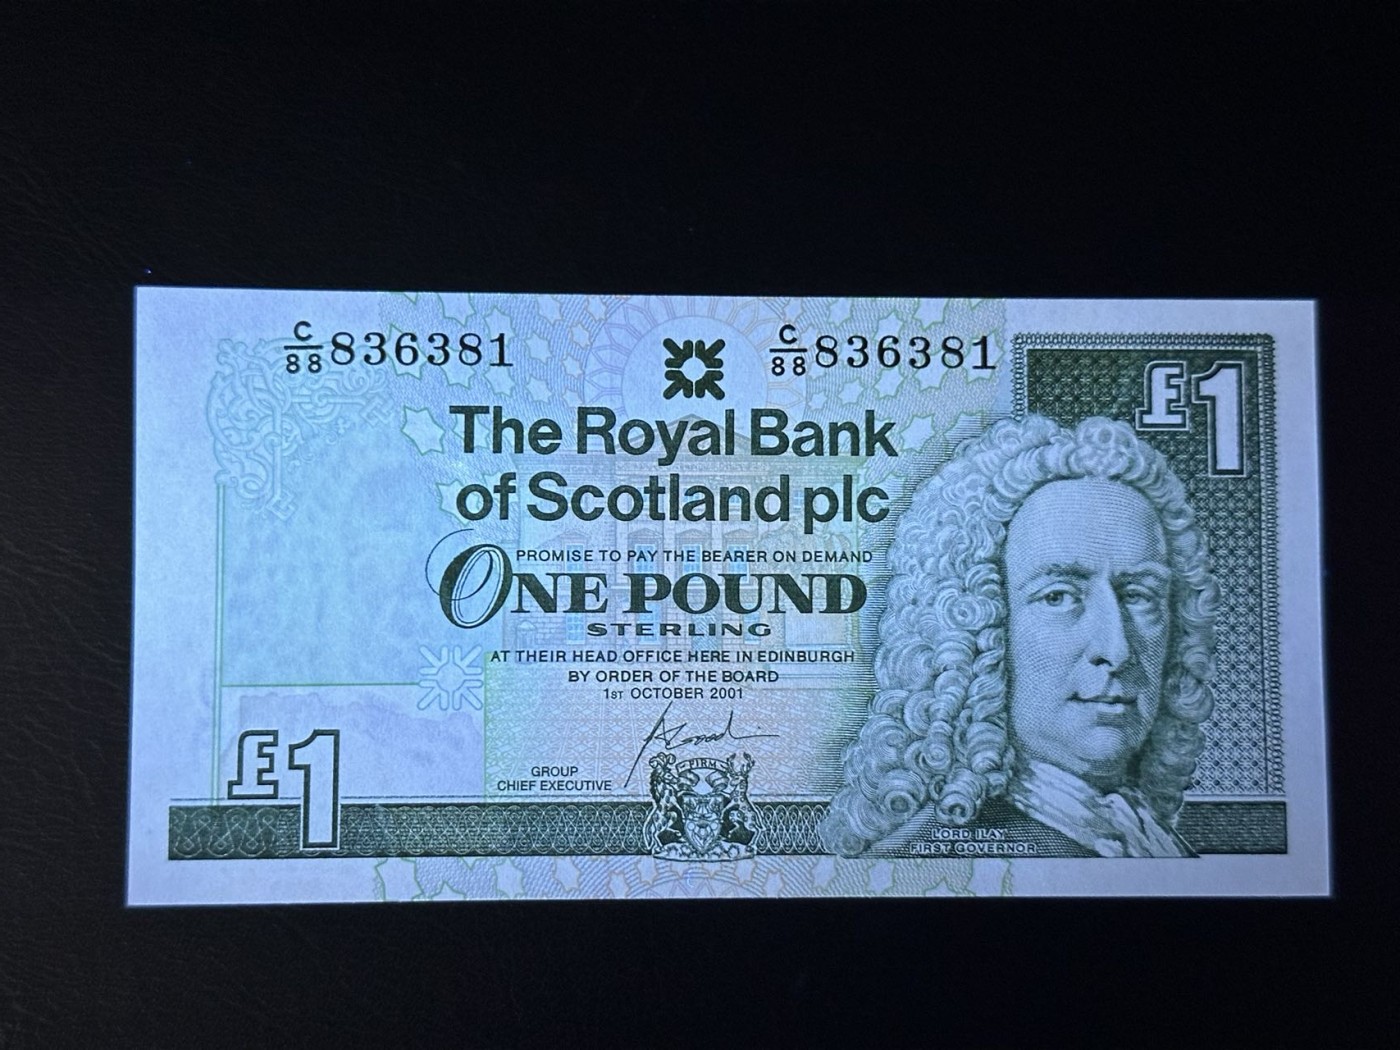 C/88 836381 C/88 836381
£1
The Royal Bank
of Scotland plc
PROMISE TO PAY THE BEARER ON DEMAND
ONE POUND
STERLING
AT THEIR HEAD OFFICE HERE IN EDINBURGH
BY ORDER OF THE BOARD
1ST OCTOBER 2001
GROUP
CHIEF EXECUTIVE
£1
FIRM
LORD ILAY
FIRST GOVERNOR